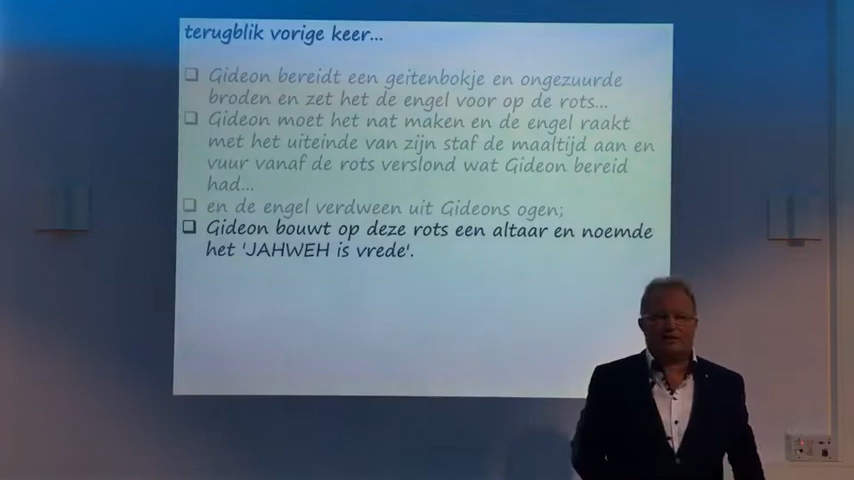 terugblik vorige keer...
❑ Gideon bereidt een geitenbokje en ongezuurde
broden en zet het de engel voor op de rots...
❑ Gideon moet het nat maken en de engel raakt
met het uiteinde van zijn staf de maaltijd aan en
vuur vanaf de rots verslond wat Gideon bereid
had...
❑ en de engel verdween uit Gideons ogen;
❑ Gideon bouwt op deze rots een altaar en noemde
het 'JAHWEH is vrede'.